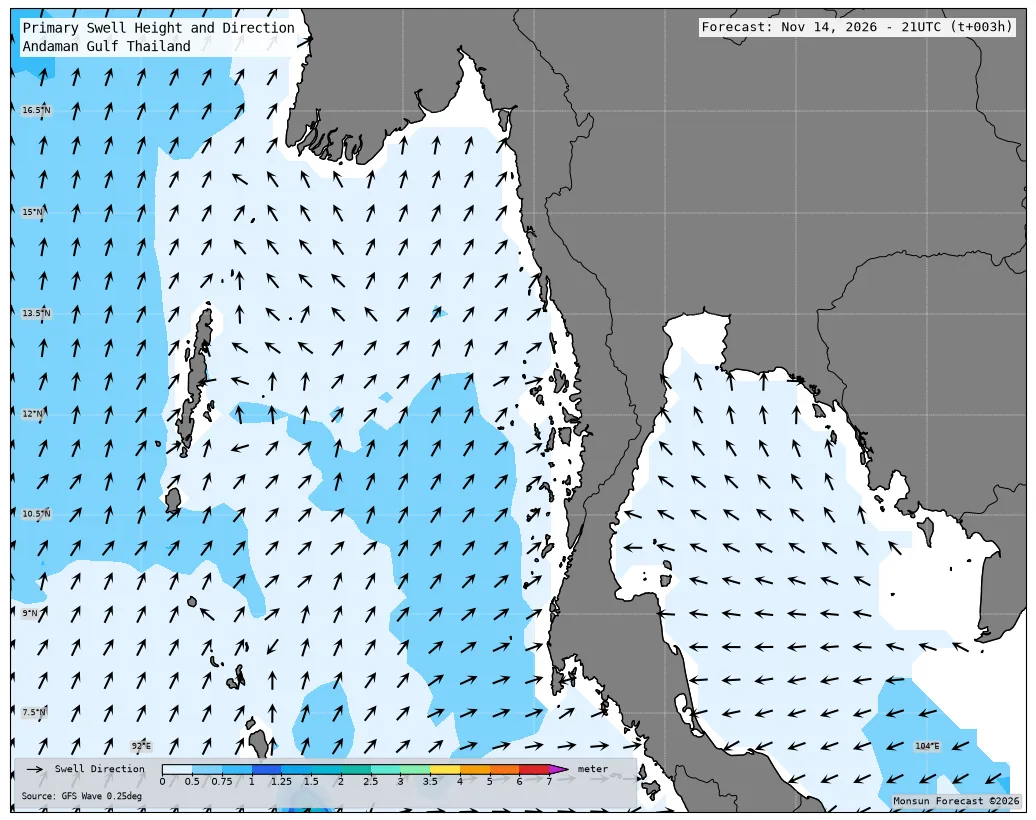 Primary Swell Height and Direction
Andaman Gulf Thailand
Forecast: Nov 14, 2026 - 21UTC (t+003h)
16.5°N
15°N
13.5°N
12°N
10.5°N
9°N
7.5°N
92°E
104°E
Swell Direction
0 0.5 0.75 1 1.25 1.5 2 2.5 3 3.5 4 5 6 7 meter
Source: GFS Wave 0.25deg
Monsun Forecast ©2026